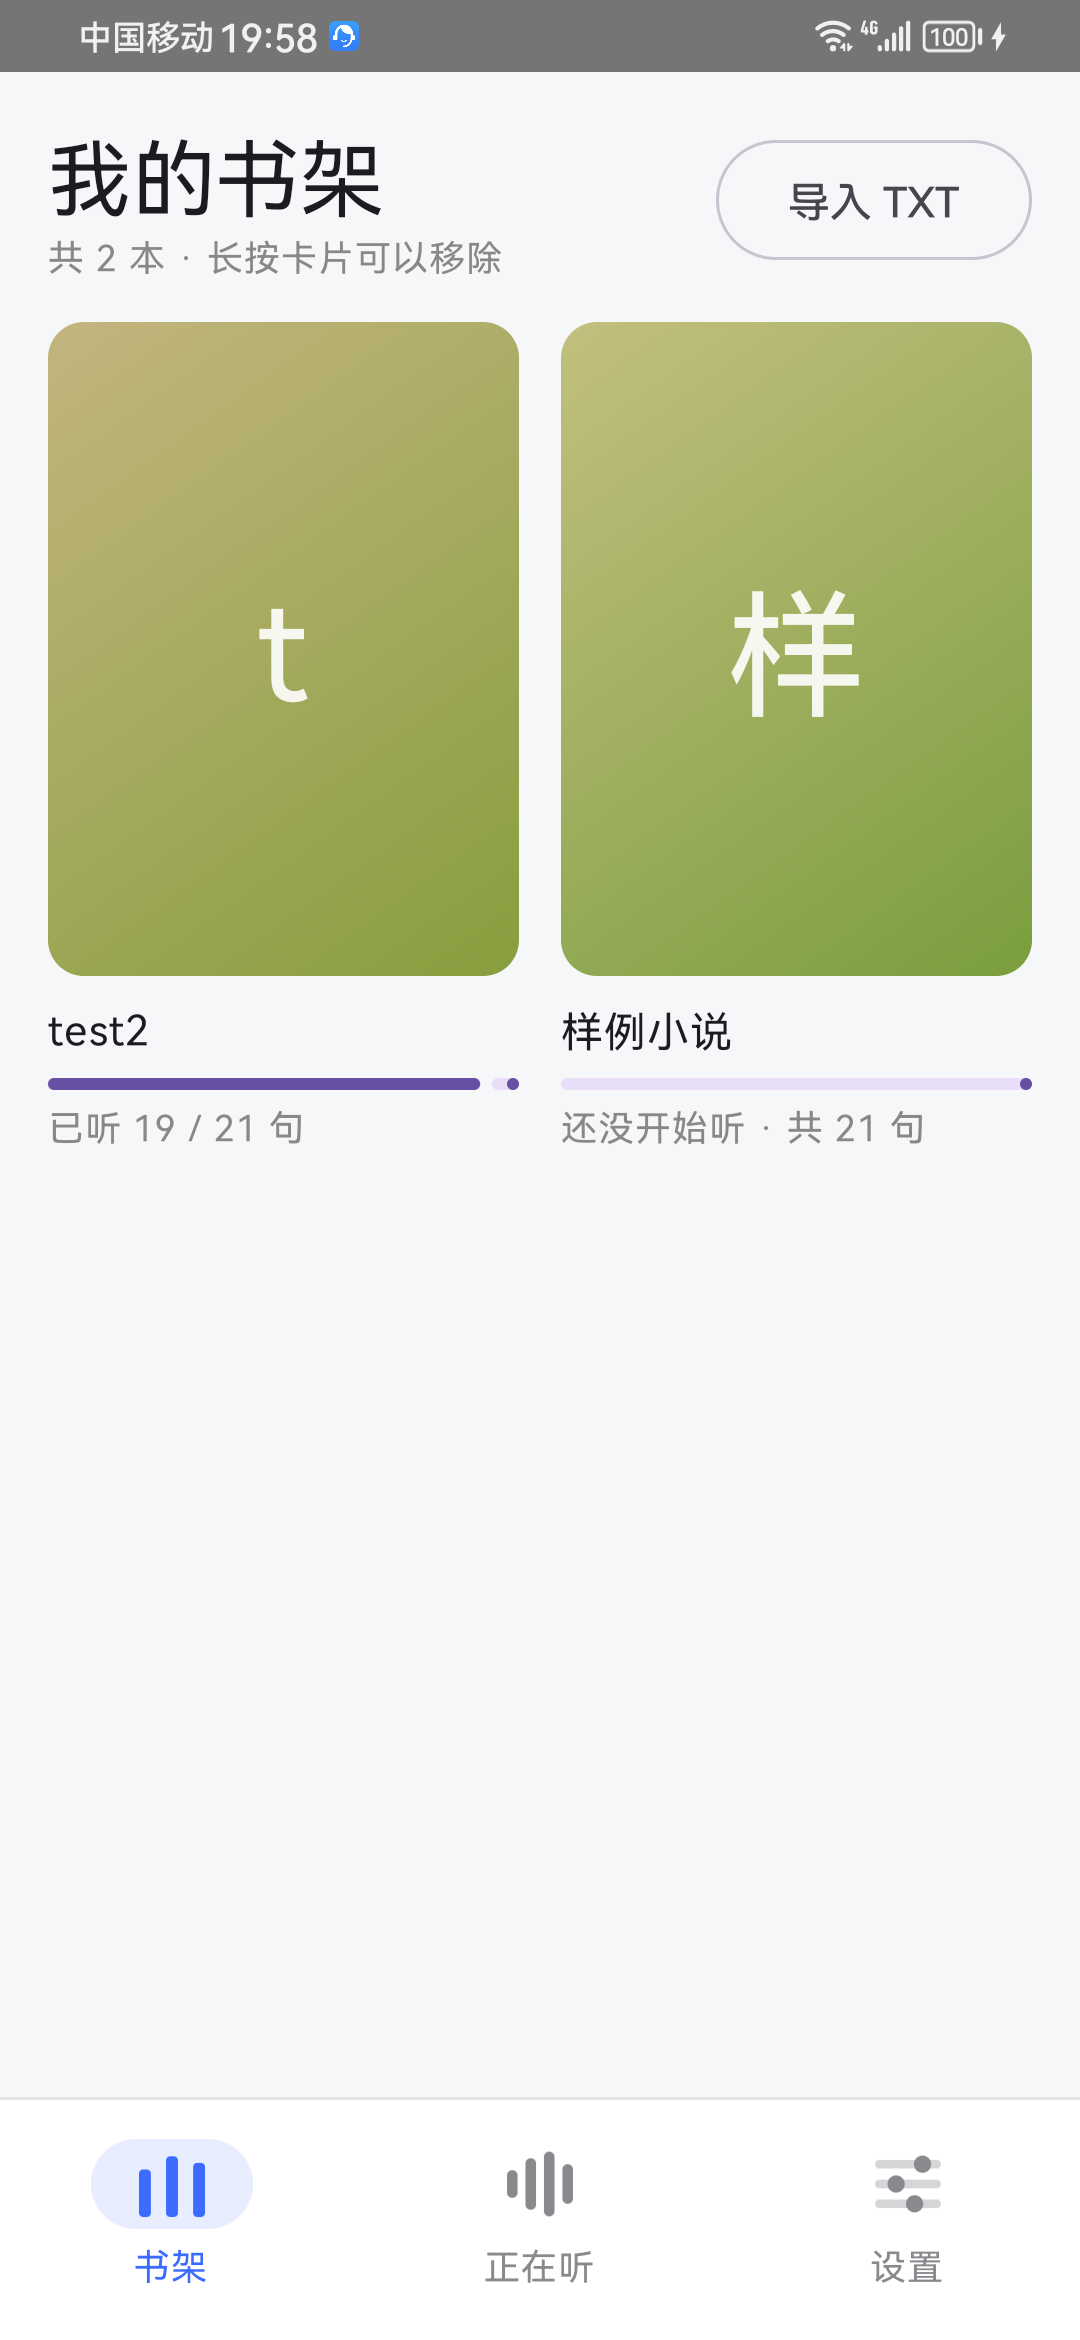 中国移动 19:58
4G 100
我的书架
导入 TXT
共 2 本 · 长按卡片可以移除
t
样
test2
样例小说
已听 19 / 21 句
还没开始听 · 共 21 句
书架
正在听
设置